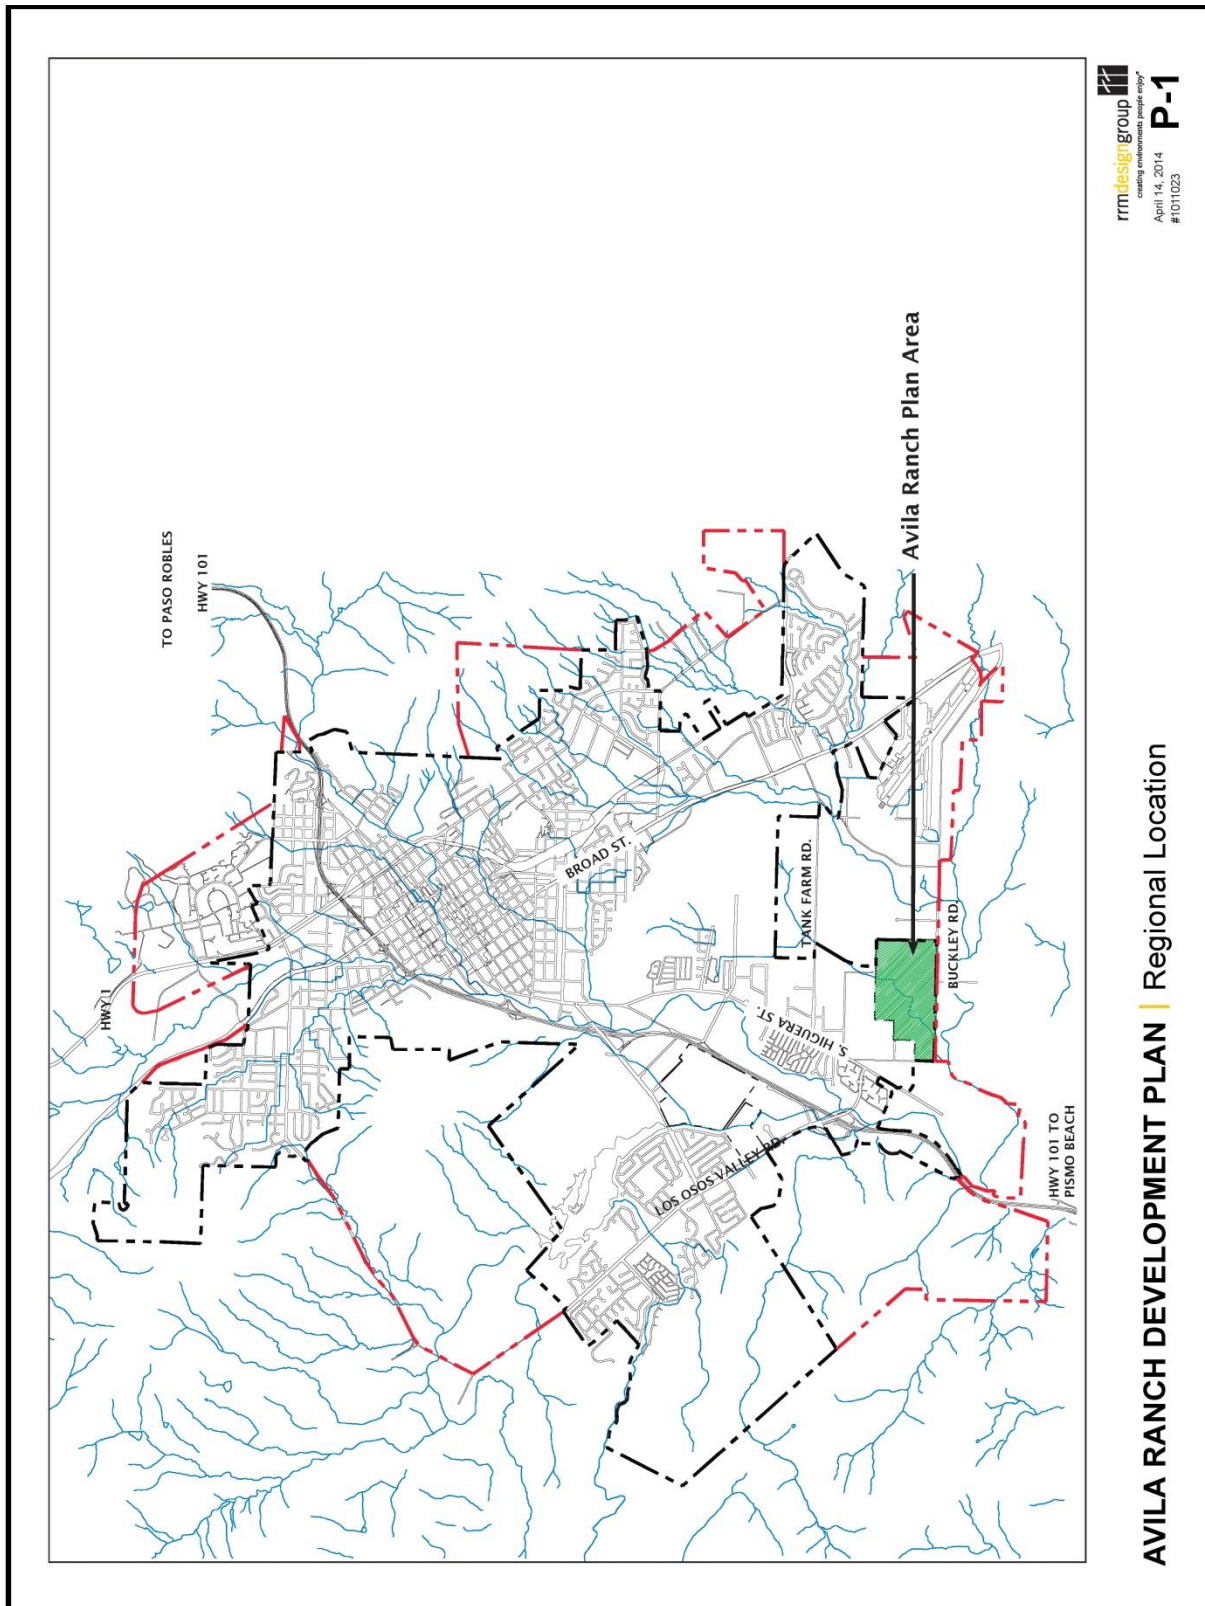 TO PASO ROBLES
HWY 101
HWY 1
BROAD ST.
TANK FARM RD.
S. HIGUERA ST.
LOS OSOS VALLEY RD.
BUCKLEY RD.
HWY 101 TO
PISMO BEACH
Avila Ranch Plan Area
AVILA RANCH DEVELOPMENT PLAN | Regional Location
rrmdesigngroup
creating environments people enjoy®
April 14, 2014
#1011023
P-1